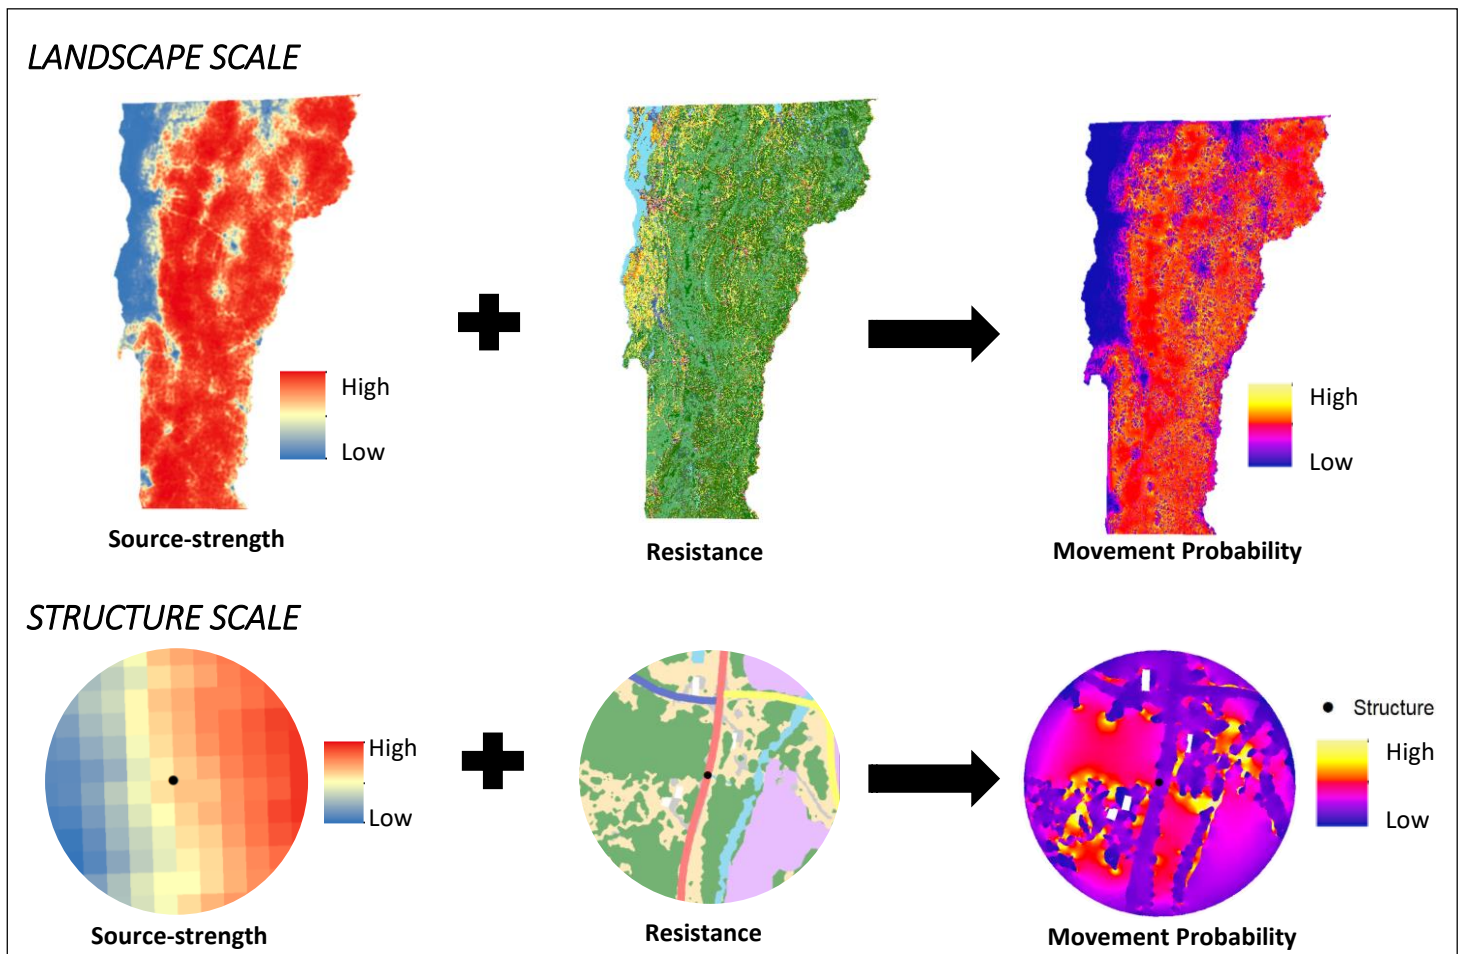 LANDSCAPE SCALE
High
Low
Source-strength
Resistance
High
Low
Movement Probability
STRUCTURE SCALE
High
Low
Source-strength
Resistance
Structure
High
Low
Movement Probability